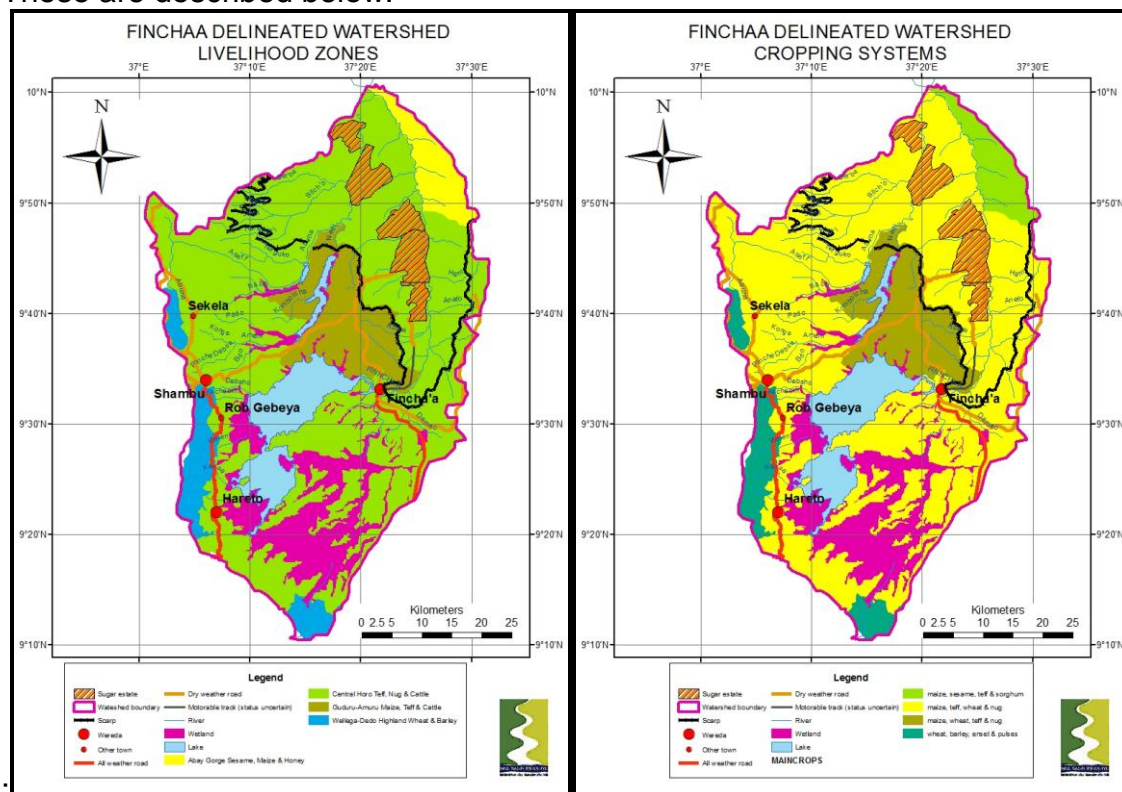 These are described below.
FINCHAA DELINEATED WATERSHED
LIVELIHOOD ZONES
37°0'E 37°10'E 37°20'E 37°30'E
10°N 10°N
N
9°50'N 9°50'N
9°40'N 9°40'N
Sekela
Shambu
Rob Gebeya
Fincha'a
9°30'N 9°30'N
Hareto
9°20'N 9°20'N
Kilometers
0 2.5 5 10 15 20 25
9°10'N 9°10'N
Legend
Sugar estate
Watershed boundary
Scarp
Wereda
Other town
All weather road
Dry weather road
Motorable track (status uncertain)
River
Wetland
Lake
Abay Gorge Sesame, Maize & Honey
Central Horo Teff, Nug & Cattle
Guduru-Amuru Maize, Teff & Cattle
Wellega-Dedo Highland Wheat & Barley
FINCHAA DELINEATED WATERSHED
CROPPING SYSTEMS
37°0'E 37°10'E 37°20'E 37°30'E
10°N 10°N
N
9°50'N 9°50'N
9°40'N 9°40'N
Sekela
Shambu
Rob Gebeya
Fincha'a
9°30'N 9°30'N
Hareto
9°20'N 9°20'N
Kilometers
0 2.5 5 10 15 20 25
9°10'N 9°10'N
Legend
Sugar estate
Watershed boundary
Scarp
Wereda
Other town
All weather road
Dry weather road
Motorable track (status uncertain)
River
Wetland
Lake
MAINCROPS
maize, sesame, teff & sorghum
maize, teff, wheat & nug
maize, wheat, teff & nug
wheat, barley, enset & pulses
.